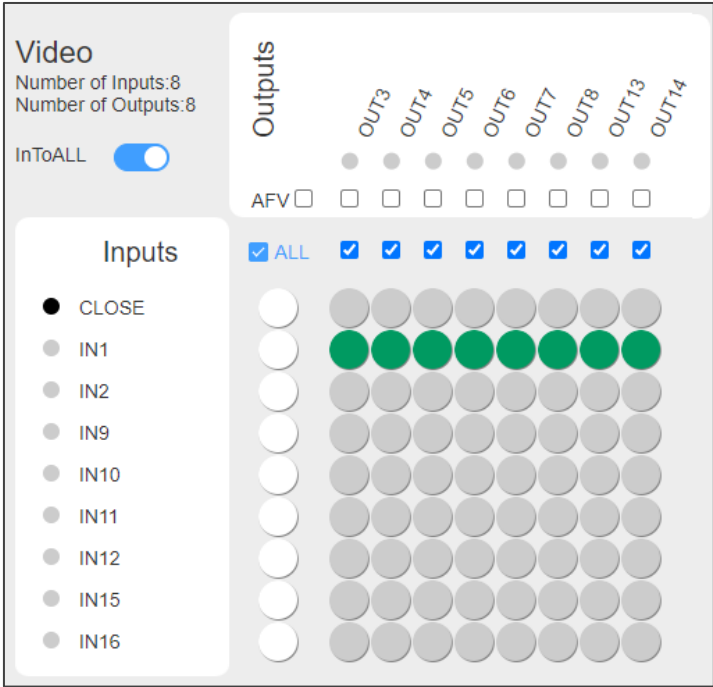 Video
Number of Inputs:8
Number of Outputs:8
InToALL
Outputs
OUT3
OUT4
OUT5
OUT6
OUT7
OUT8
OUT13
OUT14
AFV
Inputs
ALL
CLOSE
IN1
IN2
IN9
IN10
IN11
IN12
IN15
IN16